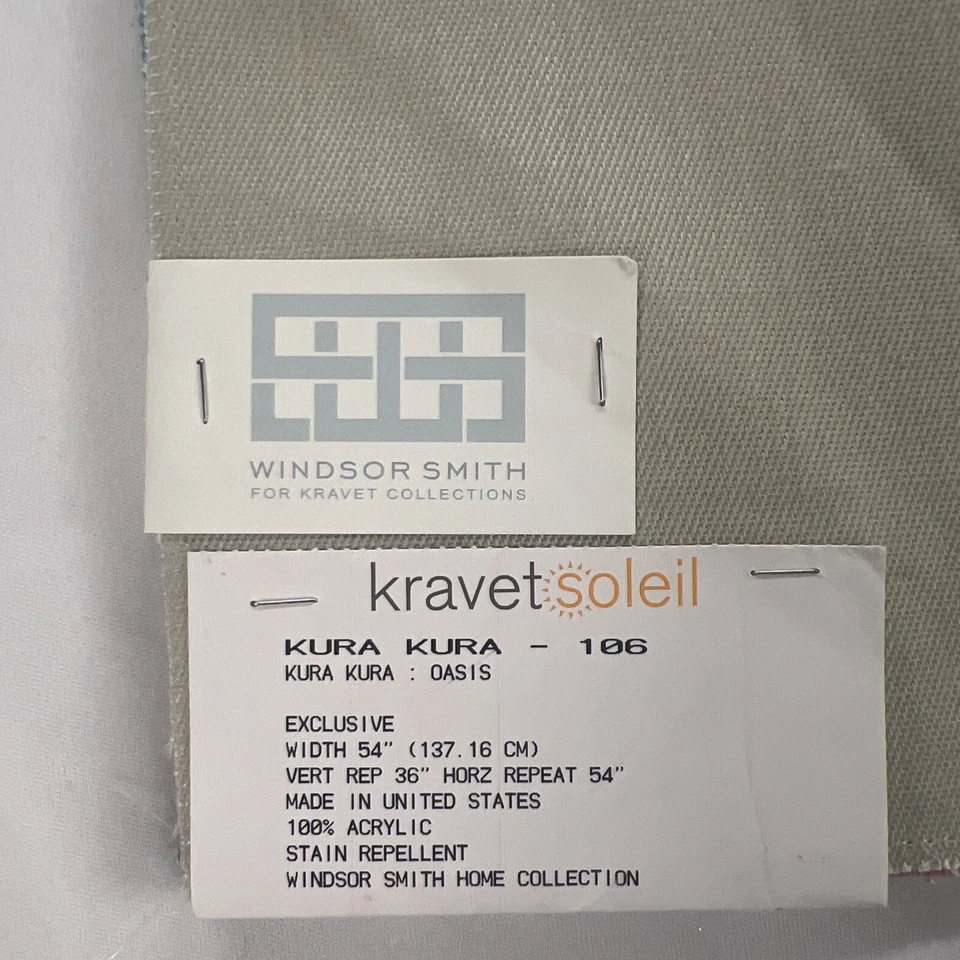 WINDSOR SMITH
FOR KRAVET COLLECTIONS.
kravetsoleil
KURA KURA - 106
KURA KURA : OASIS
EXCLUSIVE
WIDTH 54" (137.16 CM)
VERT REP 36" HORZ REPEAT 54"
MADE IN UNITED STATES
100% ACRYLIC
STAIN REPELLENT
WINDSOR SMITH HOME COLLECTION